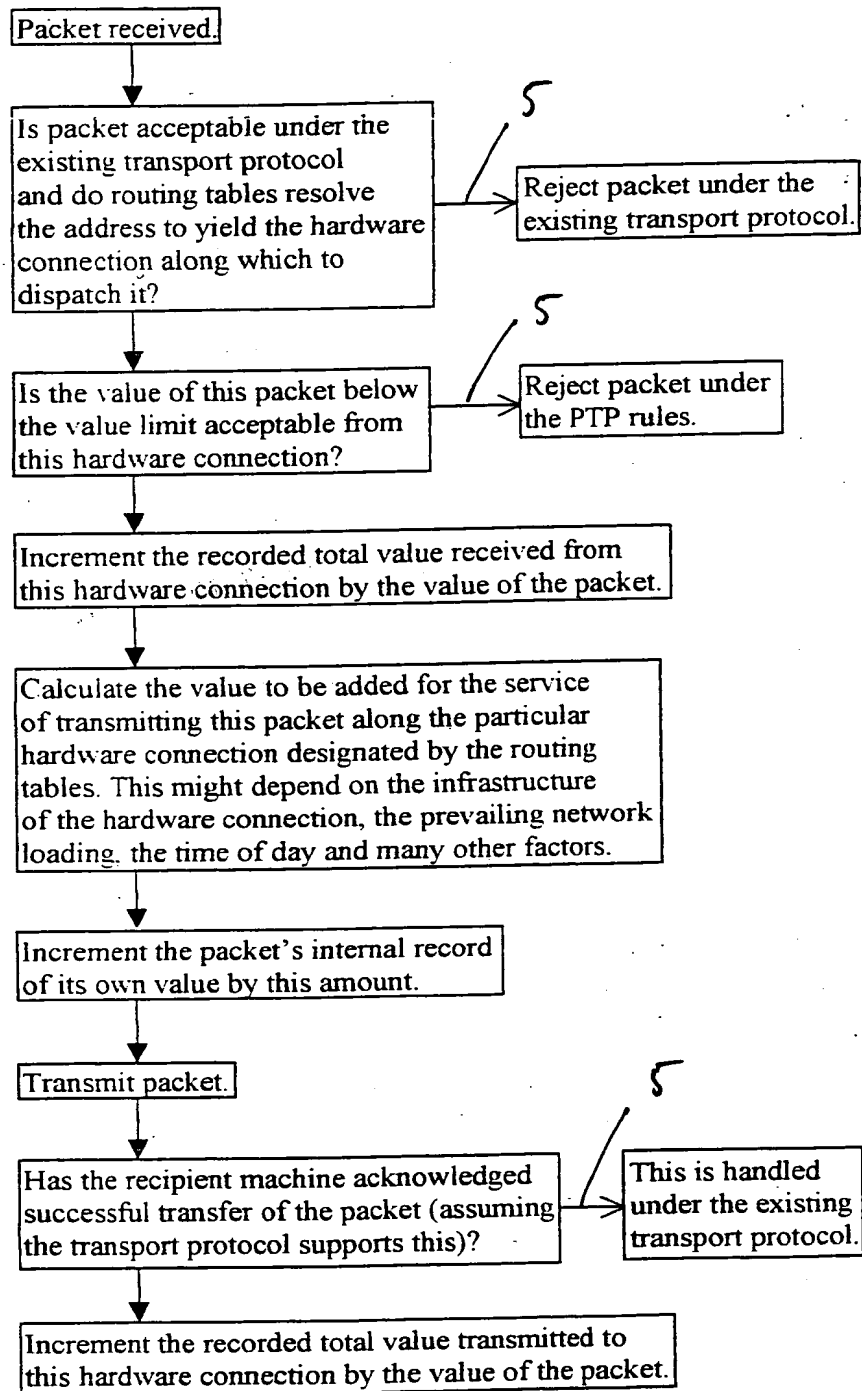 Packet received.
5
Is packet acceptable under the
existing transport protocol
and do routing tables resolve
the address to yield the hardware
connection along which to
dispatch it?
Reject packet under the
existing transport protocol.
5
Is the value of this packet below
the value limit acceptable from
this hardware connection?
Reject packet under
the PTP rules.
Increment the recorded total value received from
this hardware connection by the value of the packet.
Calculate the value to be added for the service
of transmitting this packet along the particular
hardware connection designated by the routing
tables. This might depend on the infrastructure
of the hardware connection, the prevailing network
loading, the time of day and many other factors.
Increment the packet's internal record
of its own value by this amount.
Transmit packet.
5
Has the recipient machine acknowledged
successful transfer of the packet (assuming
the transport protocol supports this)?
This is handled
under the existing
transport protocol.
Increment the recorded total value transmitted to
this hardware connection by the value of the packet.